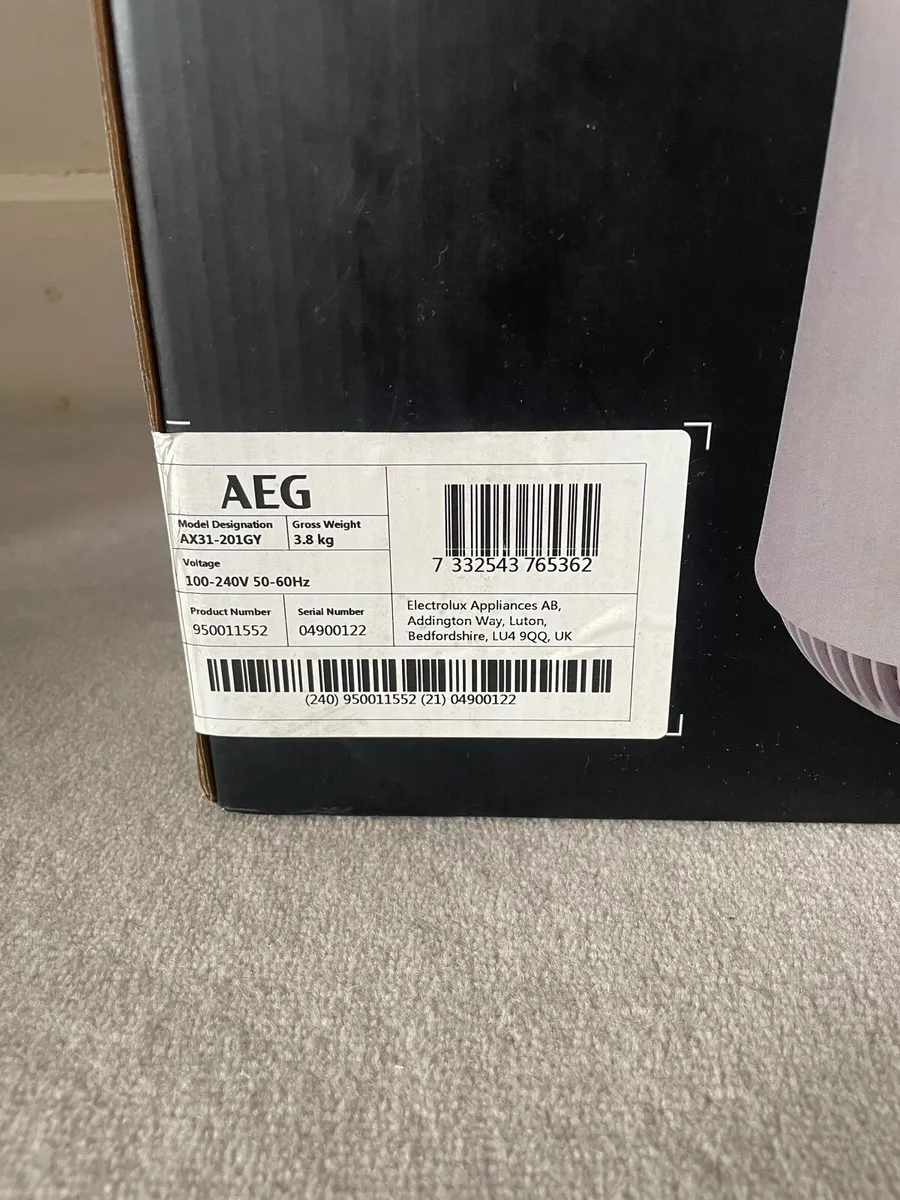 AEG
Model Designation
AX31-201GY
Gross Weight
3.8 kg
Voltage
100-240V 50-60Hz
Product Number
950011552
Serial Number
04900122
7 332543 765362
Electrolux Appliances AB,
Addington Way, Luton,
Bedfordshire, LU4 9QQ, UK
(240) 950011552 (21) 04900122